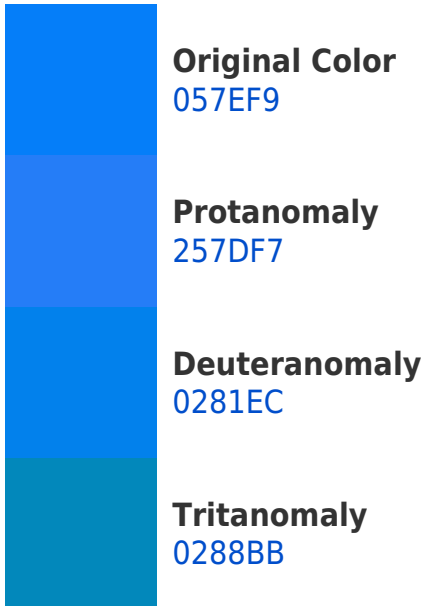 Original Color
057EF9
Protanomaly
257DF7
Deuteranomaly
0281EC
Tritanomaly
0288BB